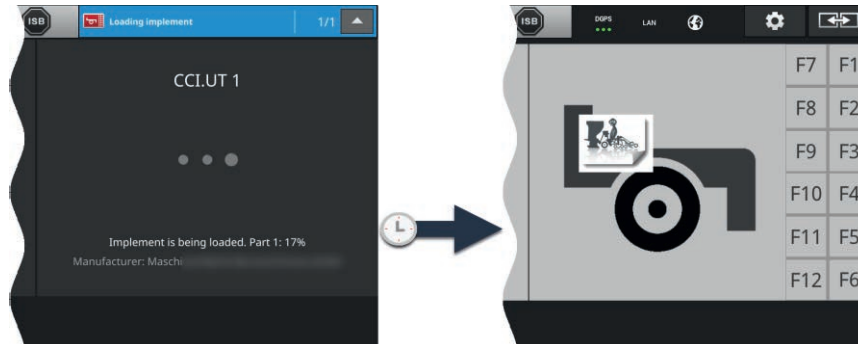 ISB
Loading implement
1/1
CCI.UT 1
Implement is being loaded. Part 1: 17%
Manufacturer: Maschi
ISB
DGPS
LAN
F7 F1
F8 F2
F9 F3
F10 F4
F11 F5
F12 F6